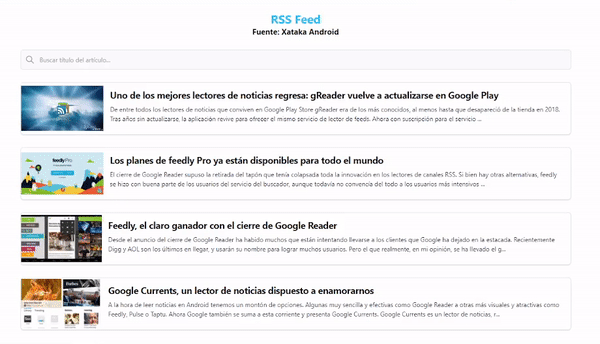 RSS Feed
Fuente: Xataka Android
Buscar título del artículo...
Uno de los mejores lectores de noticias regresa: gReader vuelve a actualizarse en Google Play
De entre todos los lectores de noticias que conviven en Google Play Store gReader era de los más conocidos, al menos hasta que desapareció de la tienda en 2018.
Tras años sin actualizarse, la aplicación revive para ofrecer el mismo servicio de lector de feeds. Ahora con suscripción para el servicio ...
Los planes de feedly Pro ya están disponibles para todo el mundo
El cierre de Google Reader supuso la retirada del tapón que tenía colapsada toda la innovación en los lectores de canales RSS. Si bien hay otras alternativas, feedly
se hizo con buena parte de los usuarios del servicio del buscador, aunque todavía no convencía del todo a los usuarios más intensivos ...
Feedly, el claro ganador con el cierre de Google Reader
Desde el anuncio del cierre de Google Reader ha habido muchos que están intentando llevarse a los clientes que Google ha dejado en la estacada. Recientemente
Digg y AOL son los últimos en llegar, y usarán su nombre para lograr muchos usuarios. Pero el que realmente, en mi opinión, se ha llevado el g...
Google Currents, un lector de noticias dispuesto a enamorarnos
A la hora de leer noticias en Android tenemos un montón de opciones. Algunas muy sencilla y efectivas como Google Reader a otras más visuales y atractivas como
Feedly, Pulse o Taptu. Ahora Google también se suma a esta corriente y presenta Google Currents. Google Currents es un lector de noticias, r...